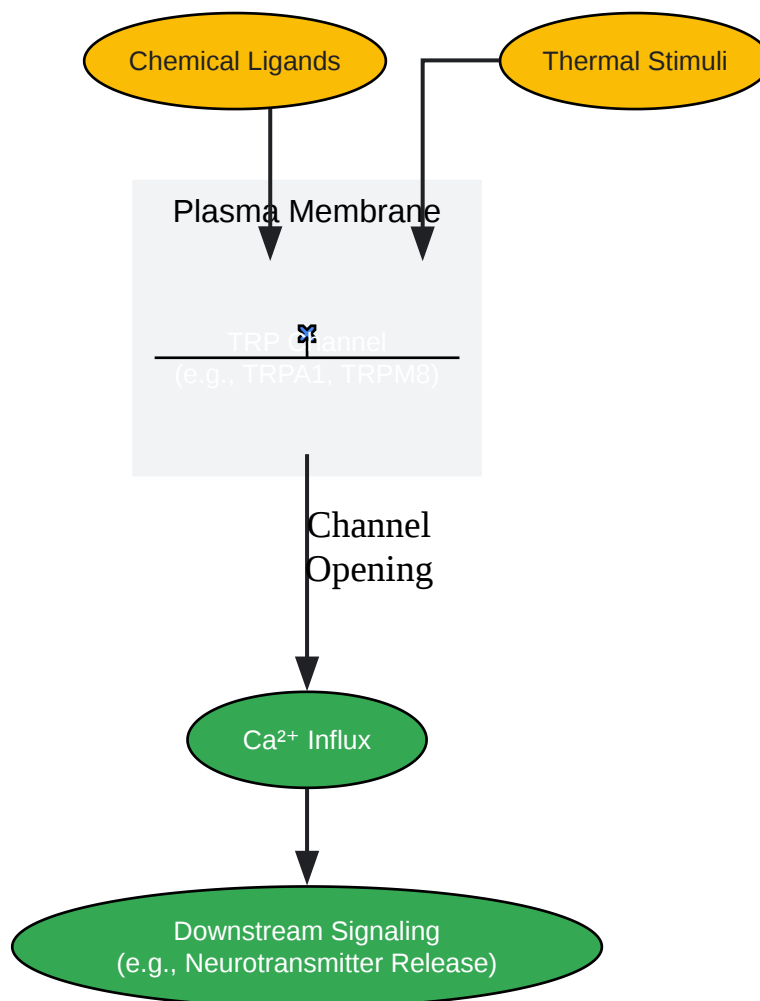 Chemical Ligands
Thermal Stimuli
Plasma Membrane
TRP Channel
(e.g., TRPA1, TRPM8)
Channel
Opening
Ca²⁺ Influx
Downstream Signaling
(e.g., Neurotransmitter Release)